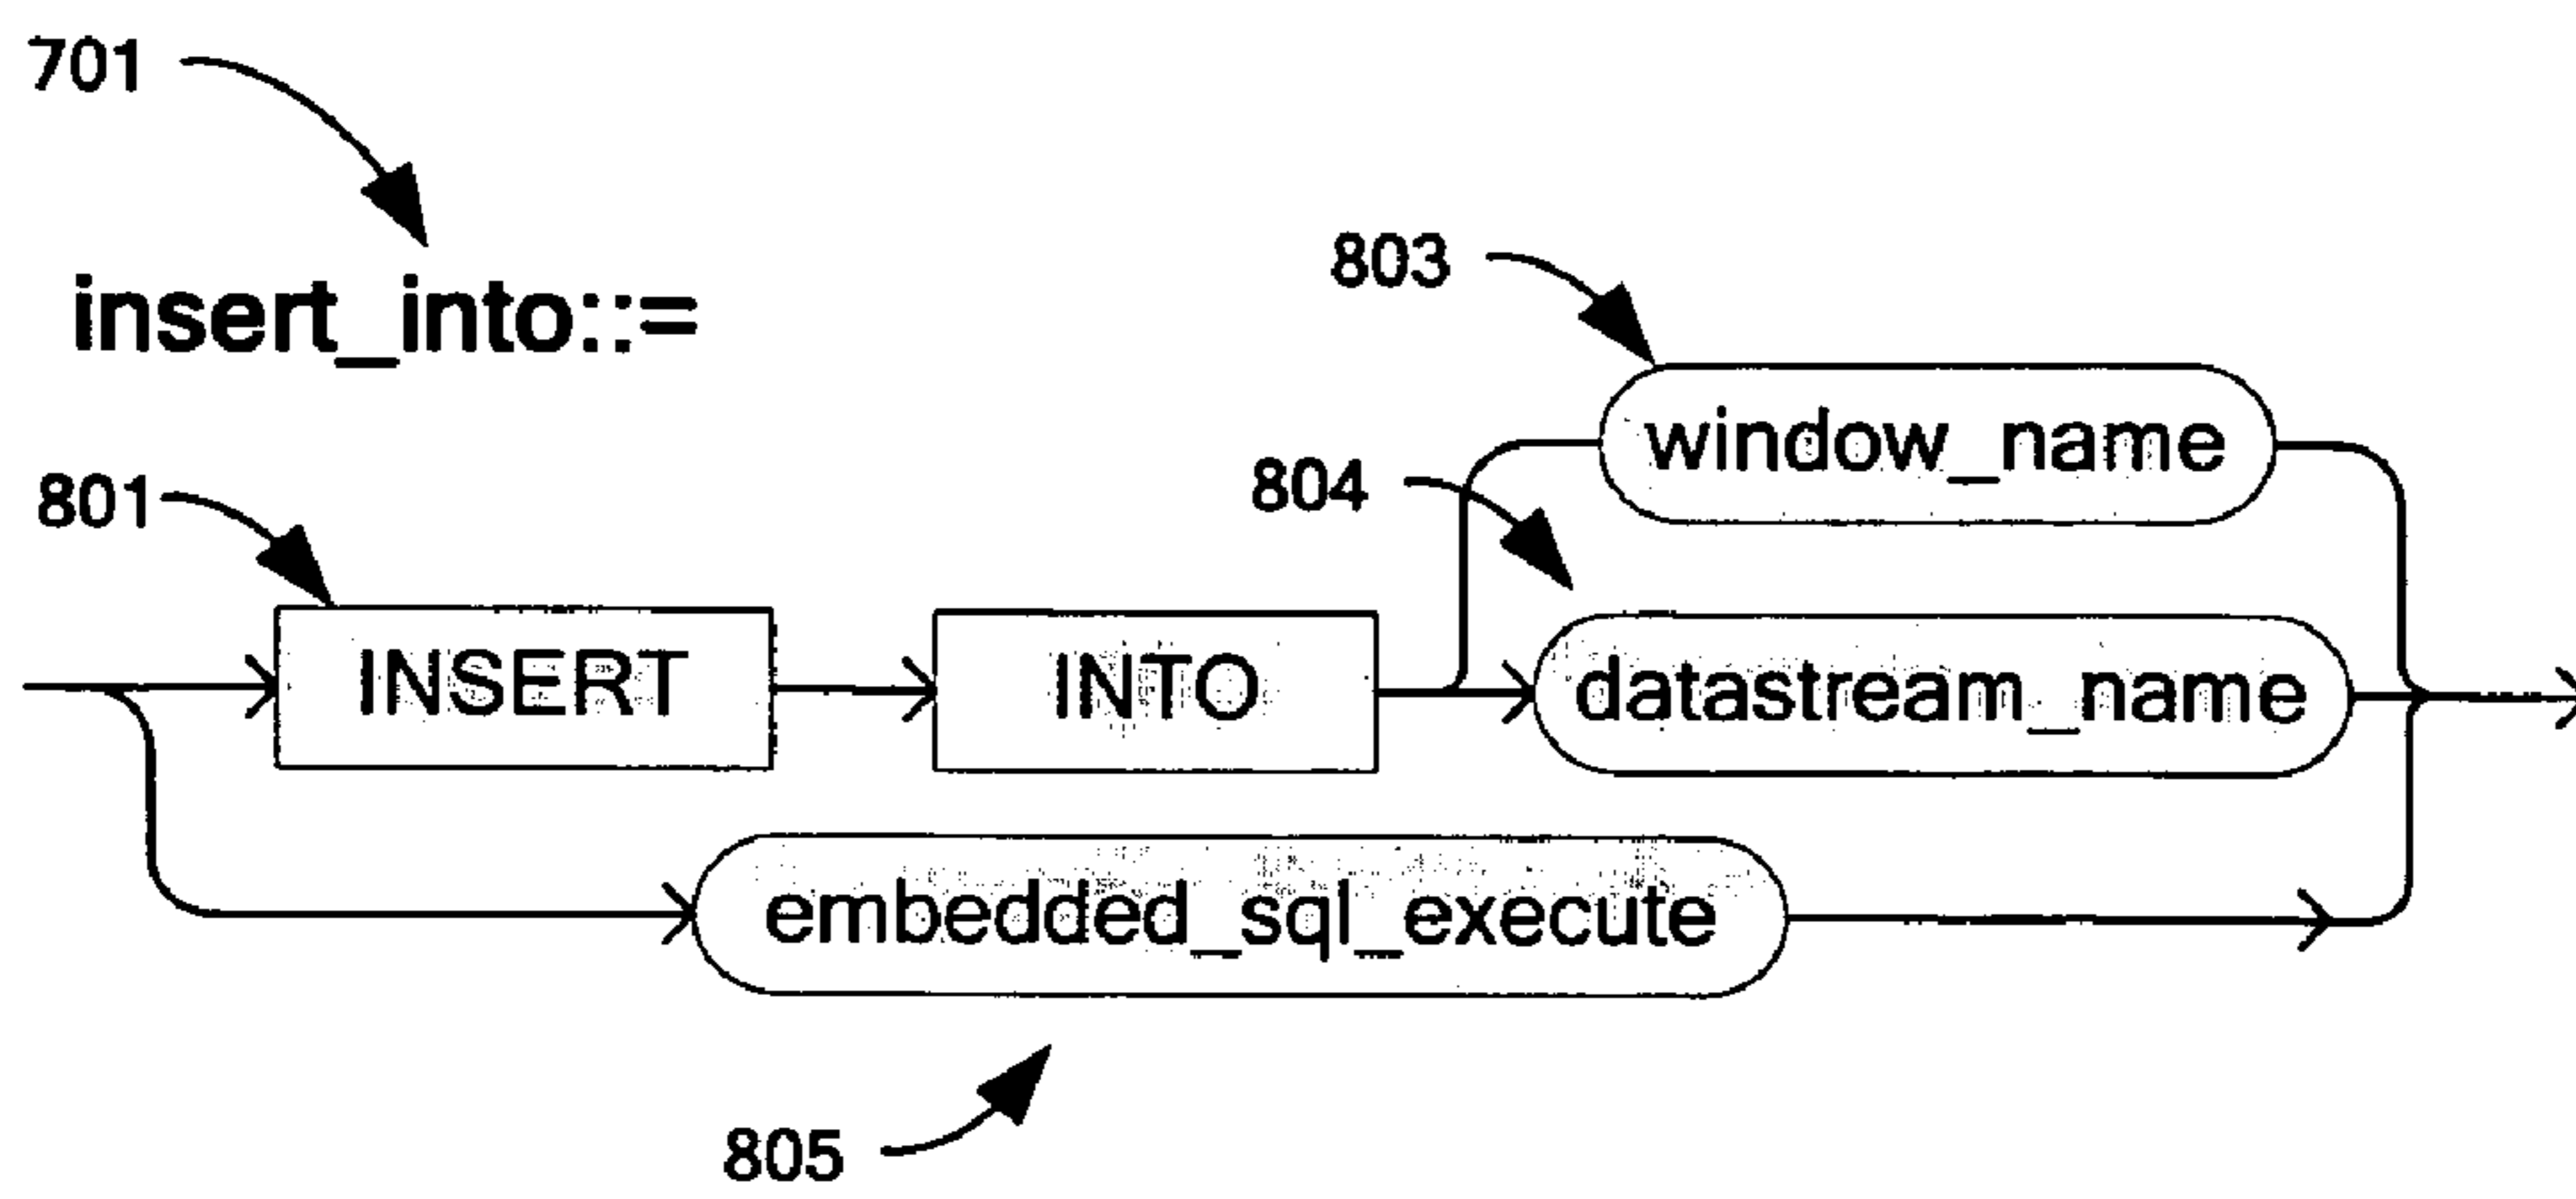 701
insert_into::=
803
window_name
804
801
INSERT INTO datastream_name
embedded_sql_execute
805